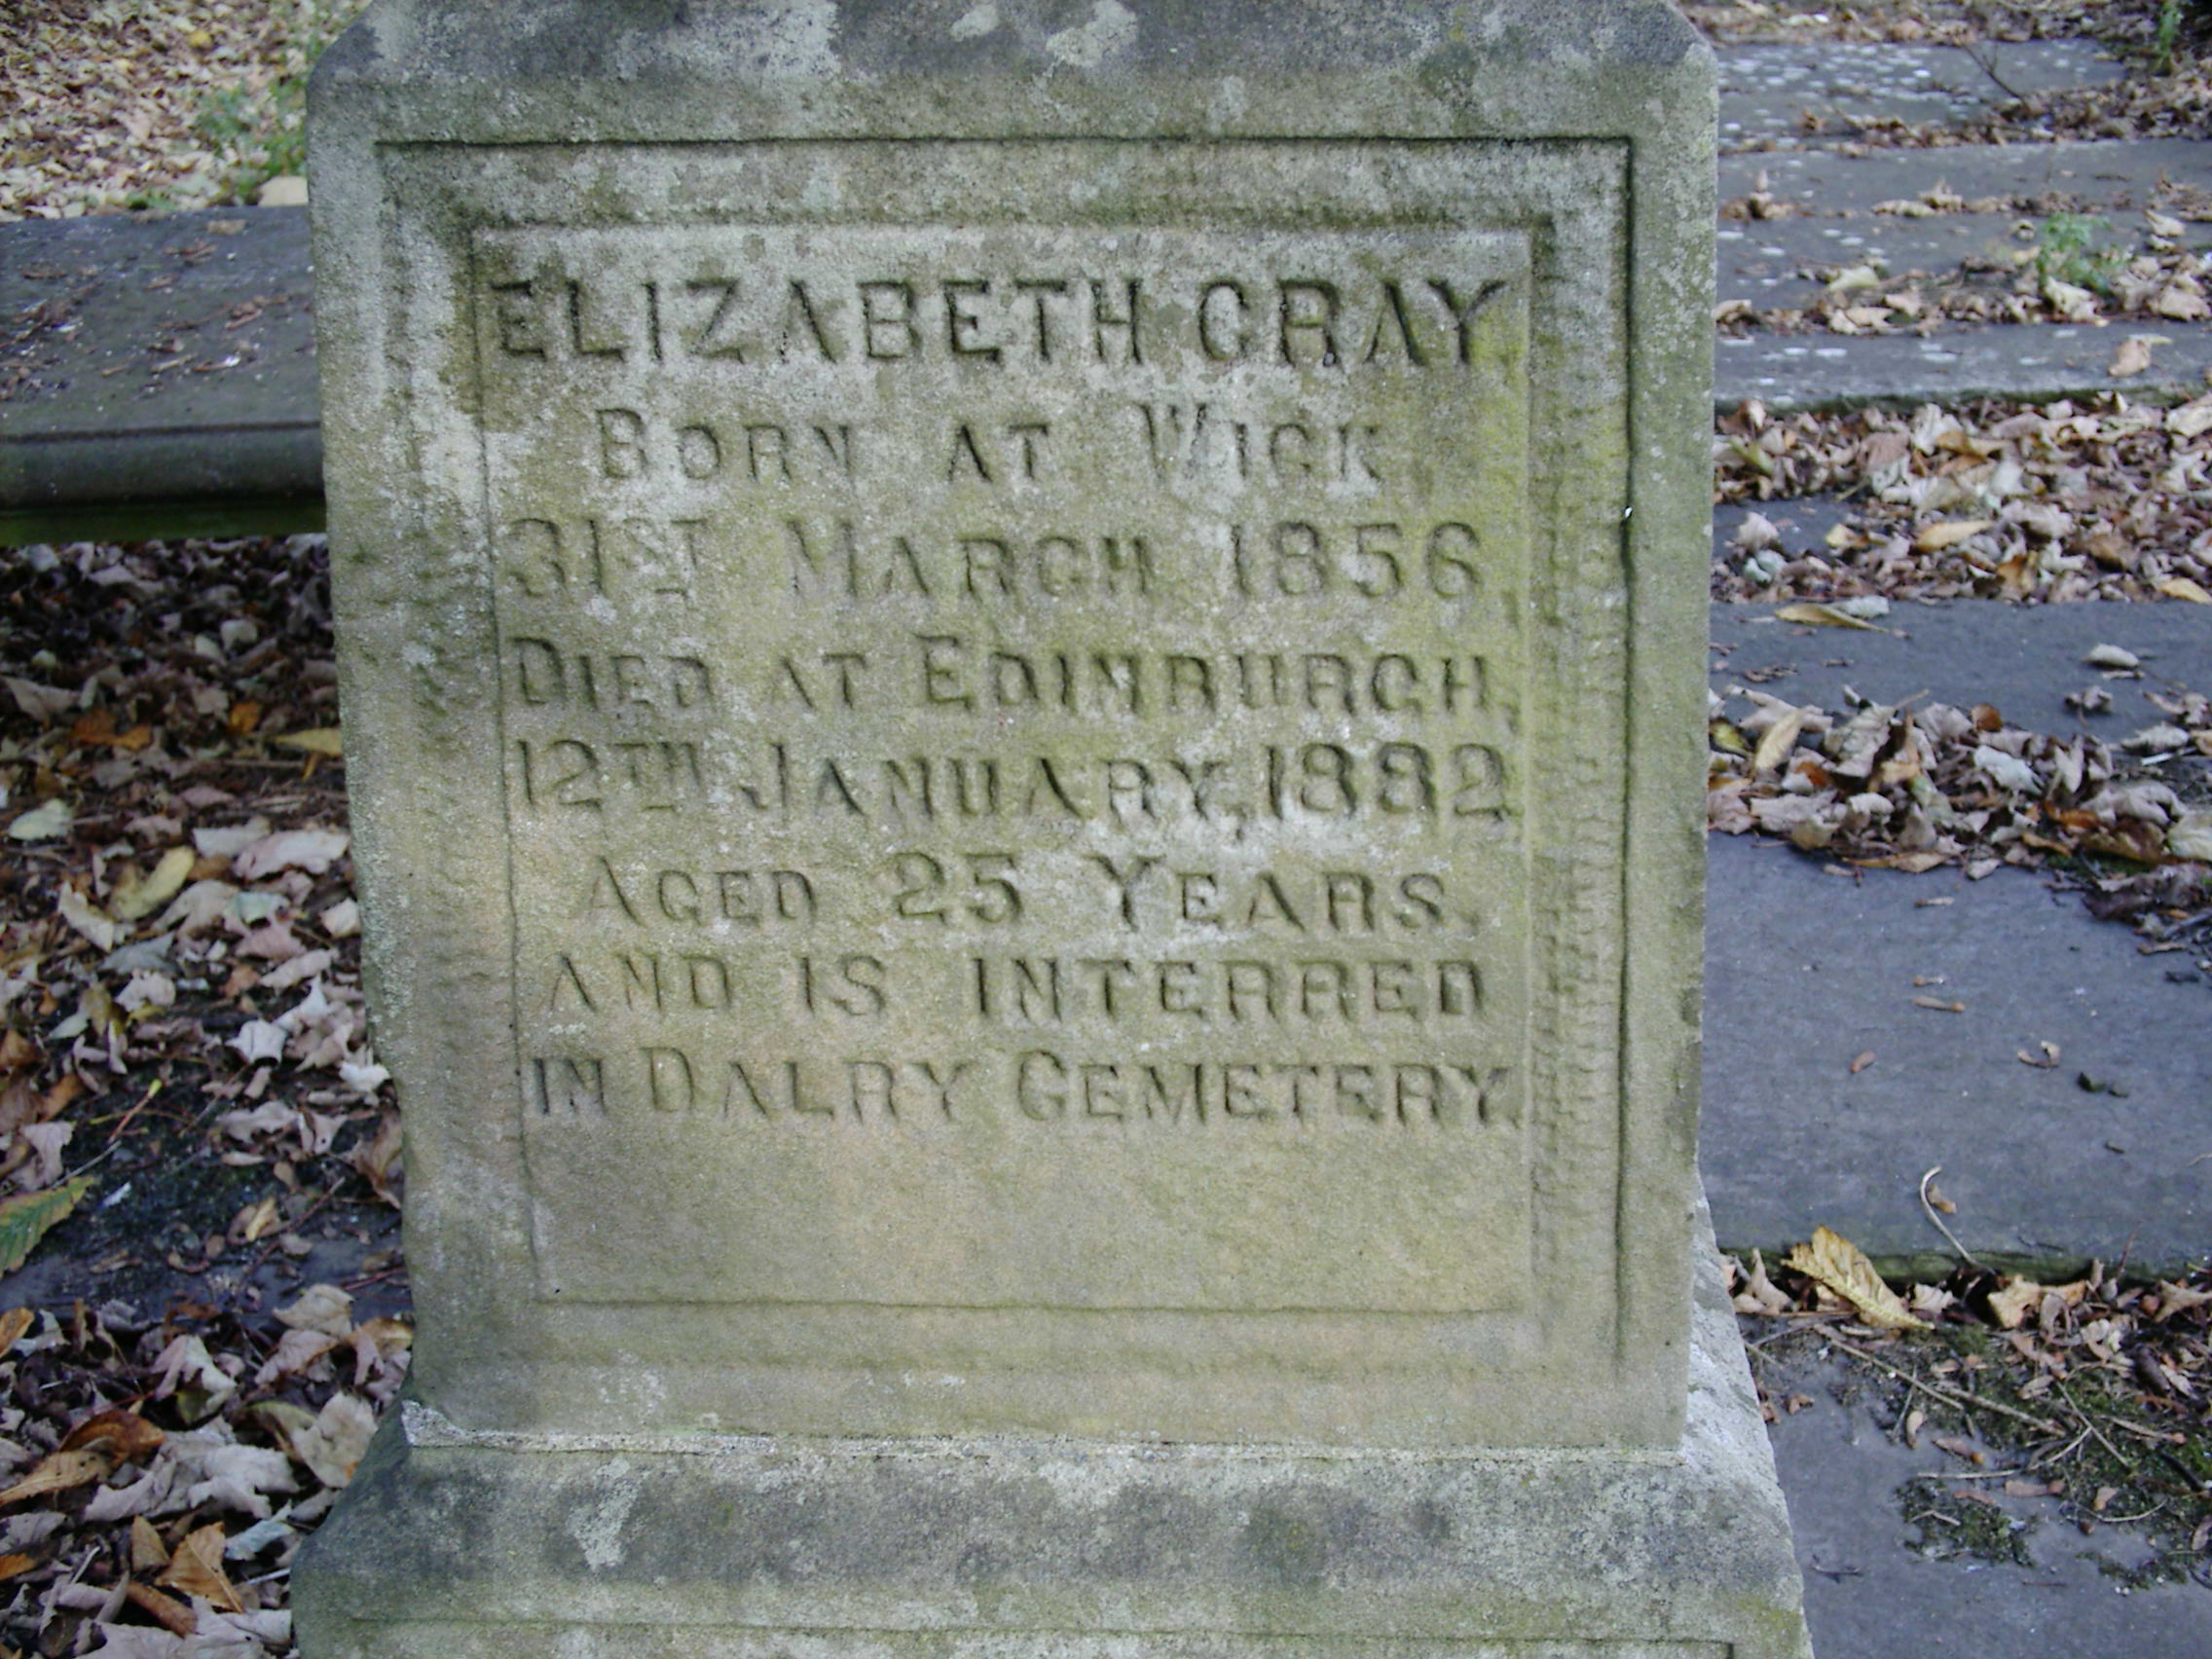 ELIZABETH GRAY,
BORN AT WICK
31ST MARCH 1856,
DIED AT EDINBURGH,
12TH JANUARY, 1882
AGED 25 YEARS.
AND IS INTERRED
IN DALRY CEMETERY.